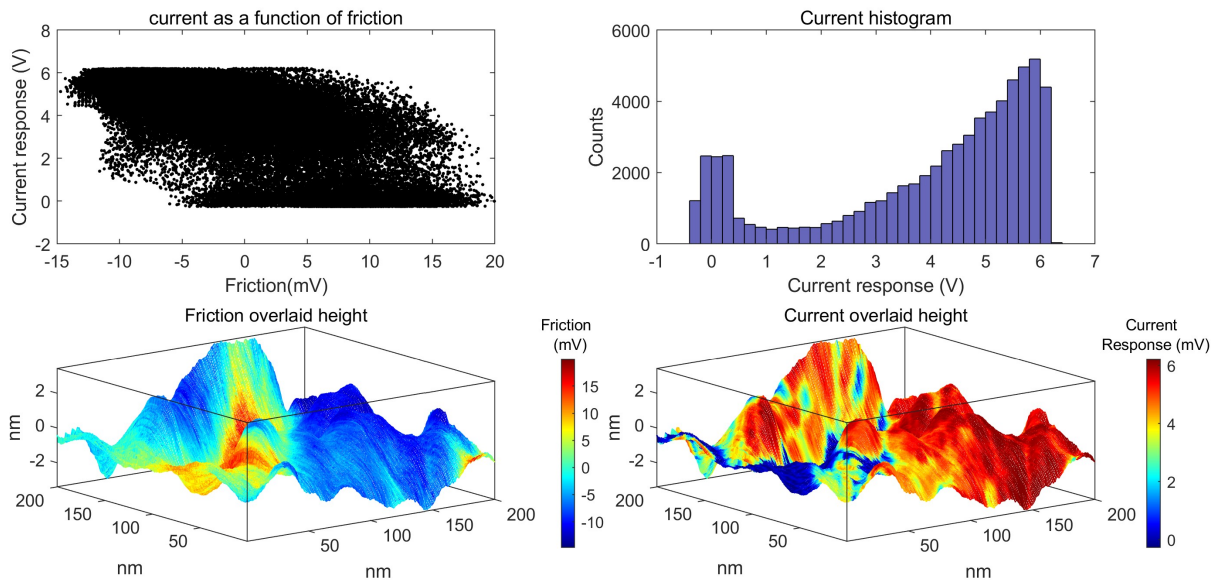 current as a function of friction
8
6
4
2
0
-2
Current response (V)
-15 -10 -5 0 5 10 15 20
Friction(mV)
Current histogram
6000
4000
2000
0
Counts
-1 0 1 2 3 4 5 6 7
Current response (V)
Friction overlaid height
2
0
-2
nm
200
150
100
50
nm
50
100
150
200
nm
Friction
(mV)
15
10
5
0
-5
-10
Current overlaid height
2
0
-2
nm
200
150
100
50
nm
50
100
150
200
nm
Current
Response (mV)
6
4
2
0